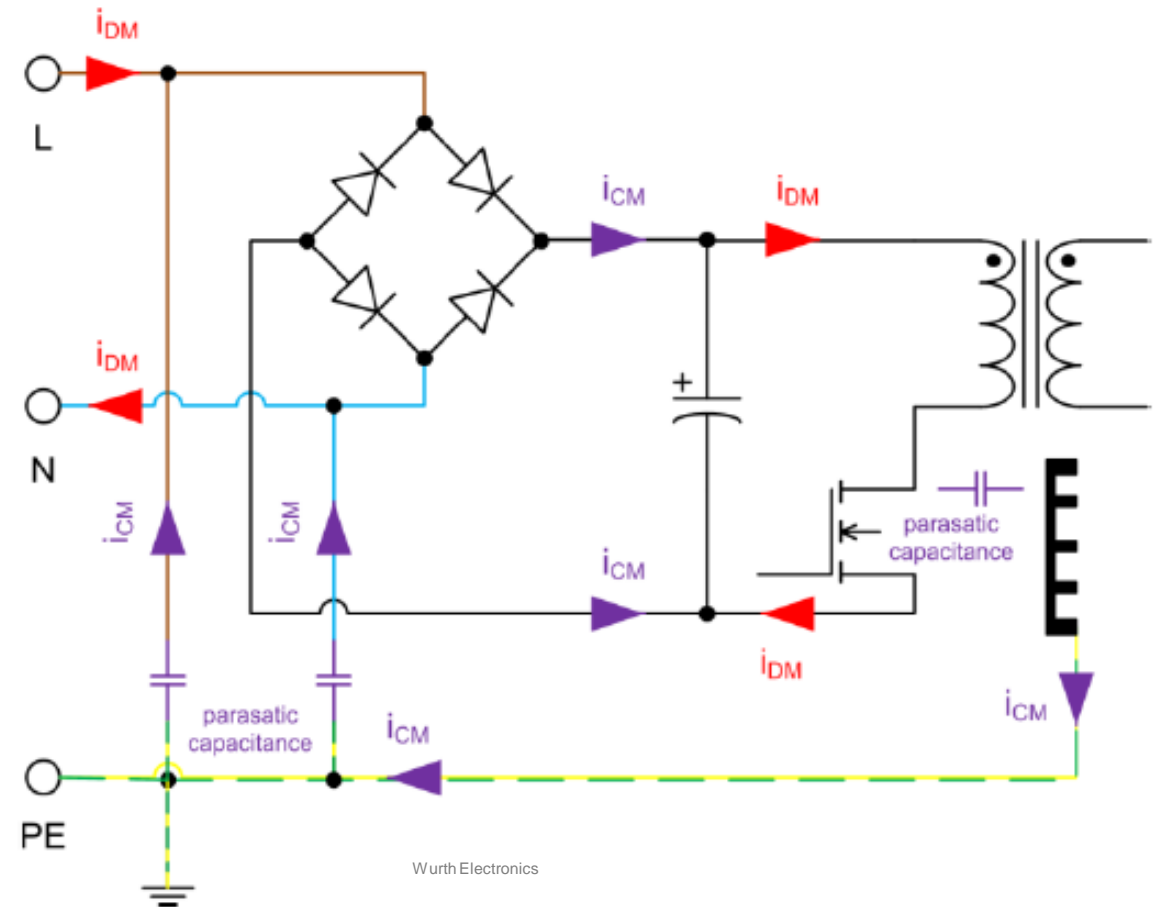 iDM
L
iCM
iDM
iDM
N
iCM
iCM
parasatic
capacitance
iCM
iDM
iCM
parasatic
capacitance
iCM
PE
Wurth Electronics
+